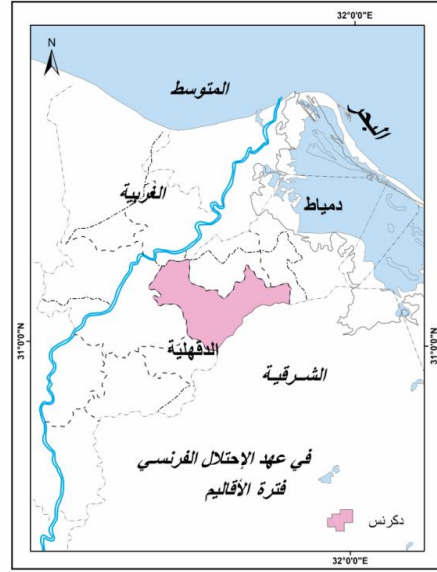 32°0'0"E
N
المتوسط
البحر
الغربية
دمياط
31°0'0"N
31°0'0"N
الدقهلية
الشرقية
في عهد الإحتلال الفرنسي
فترة الأقاليم
دكرنس
32°0'0"E